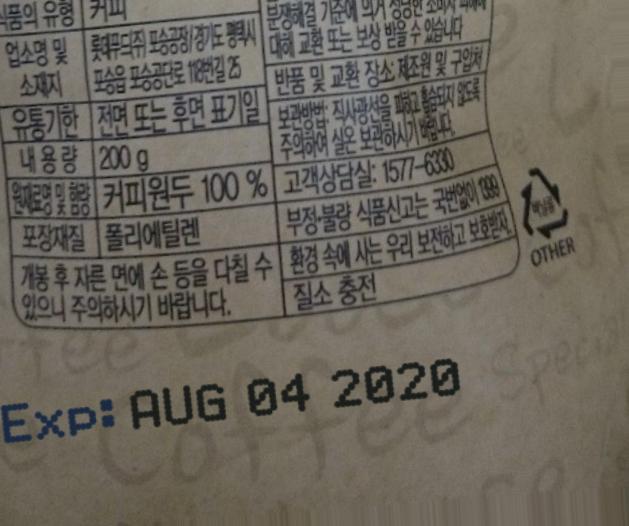 식품의 유형 커피
업소명 및 소재지
롯데푸드㈜ 포승공장/경기도 평택시
포승읍 포승공단로 118번길 25
유통기한 전면 또는 후면 표기일
내용량 200 g
원재료명 및 함량 커피원두 100 %
포장재질 폴리에틸렌
개봉 후 자른 면에 손 등을 다칠 수
있으니 주의하시기 바랍니다.
분쟁해결 기준에 의거 정당한 소비자 피해에
대해 교환 또는 보상 받을 수 있습니다
반품 및 교환 장소: 제조원 및 구입처
보관방법: 직사광선을 피하고 활성되지 않도록
주의하여 실온 보관하시기 바랍니다.
고객상담실: 1577-6330
부정·불량 식품신고는 국번없이 1399
환경 속에 사는 우리 보전하고 보호받자.
질소 충전
비닐류
OTHER
Exp: AUG 04 2020
Coffee
Special